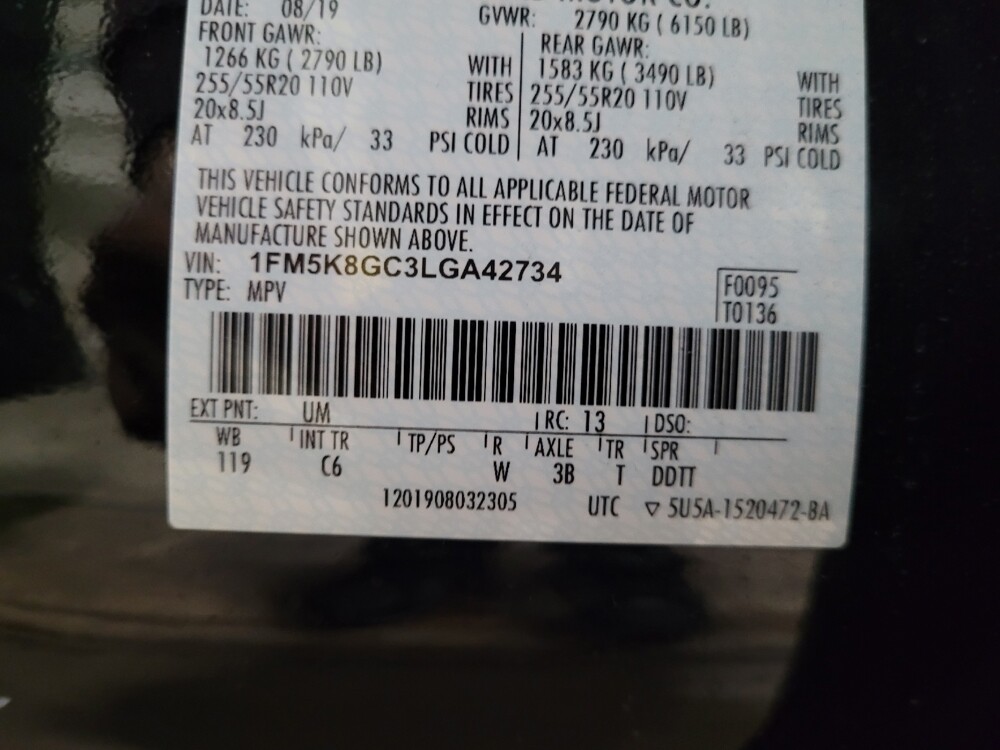 DATE: 08/19
MOTOR CO.
GVWR: 2790 KG ( 6150 LB)
FRONT GAWR:
1266 KG ( 2790 LB) WITH
255/55R20 110V TIRES
20x8.5J RIMS
AT 230 kPa/ 33 PSI COLD
REAR GAWR:
1583 KG ( 3490 LB) WITH
255/55R20 110V TIRES
20x8.5J RIMS
AT 230 kPa/ 33 PSI COLD
THIS VEHICLE CONFORMS TO ALL APPLICABLE FEDERAL MOTOR
VEHICLE SAFETY STANDARDS IN EFFECT ON THE DATE OF
MANUFACTURE SHOWN ABOVE.
VIN: 1FM5K8GC3LGA42734
TYPE: MPV
F0095
T0136
EXT PNT: UM RC: 13 DSO:
WB INT TR TP/PS R AXLE TR SPR
119 C6 W 3B T DDTT
1201908032305 UTC ▽ 5U5A-1520472-BA